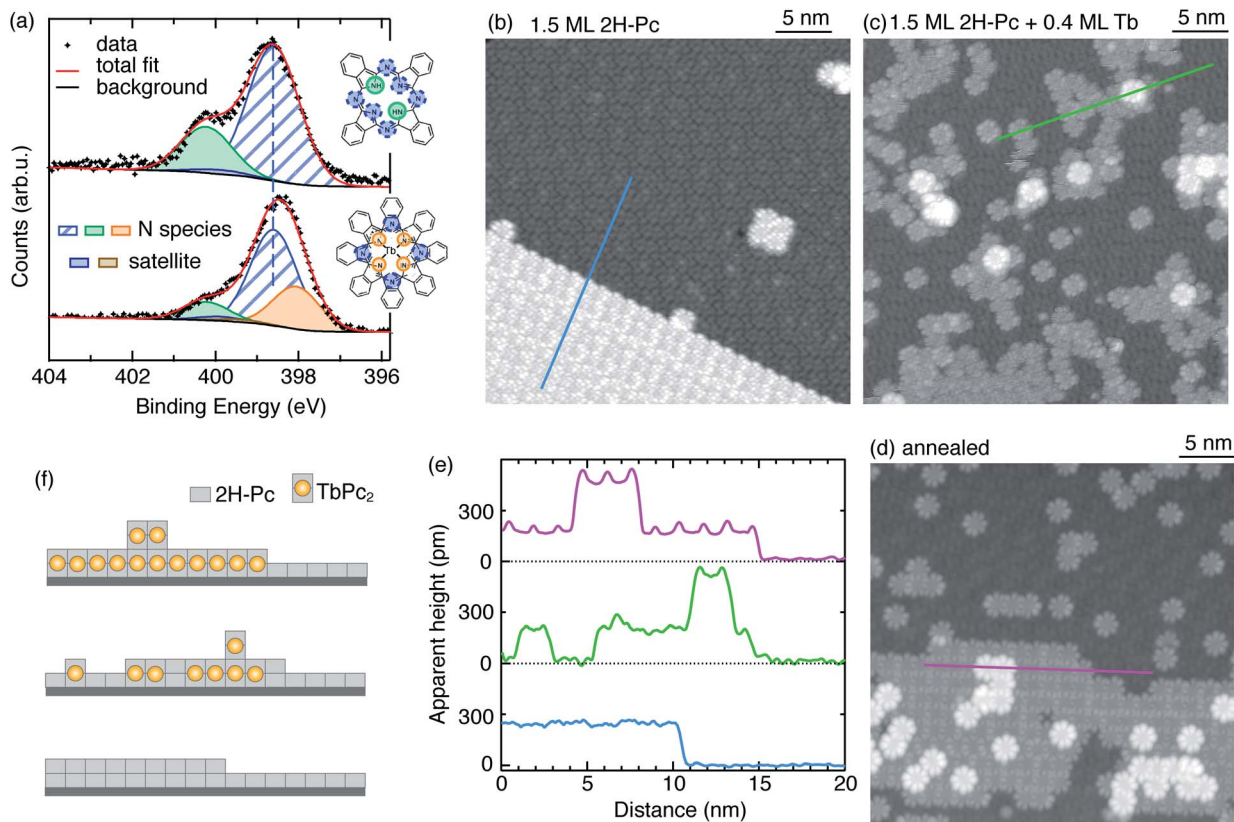 (a)
data
total fit
background
N
N
NH
N
N
N
HN
N
N species
satellite
N
N
N
N
Tb
N
N
N
N
Counts (arb.u.)
404
402
400
398
396
Binding Energy (eV)
(b) 1.5 ML 2H-Pc
5 nm
(c) 1.5 ML 2H-Pc + 0.4 ML Tb
5 nm
(f)
2H-Pc
TbPc2
(e)
300
0
300
0
300
0
Apparent height (pm)
0
5
10
15
20
Distance (nm)
(d) annealed
5 nm